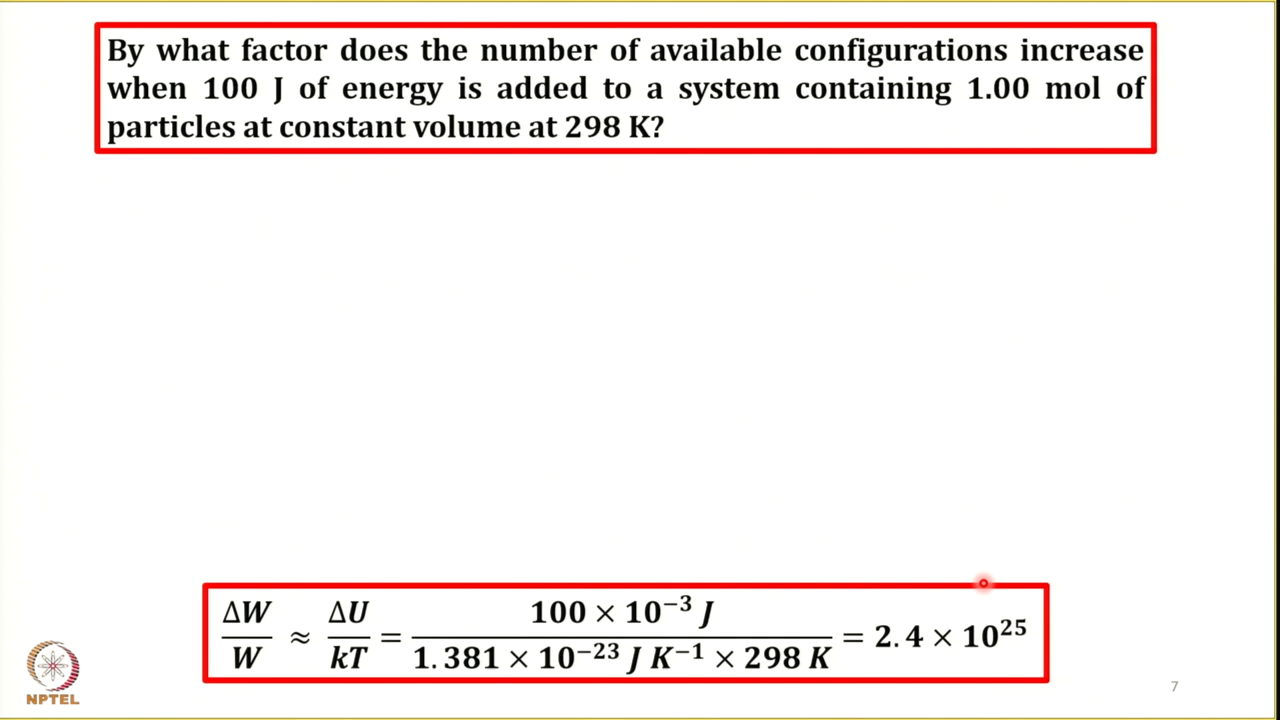 By what factor does the number of available configurations increase
when 100 J of energy is added to a system containing 1.00 mol of
particles at constant volume at 298 K?
ΔW/W ≈ ΔU/kT = 100 × 10⁻³ J / 1.381 × 10⁻²³ J K⁻¹ × 298 K = 2.4 × 10²⁵
NPTEL
7